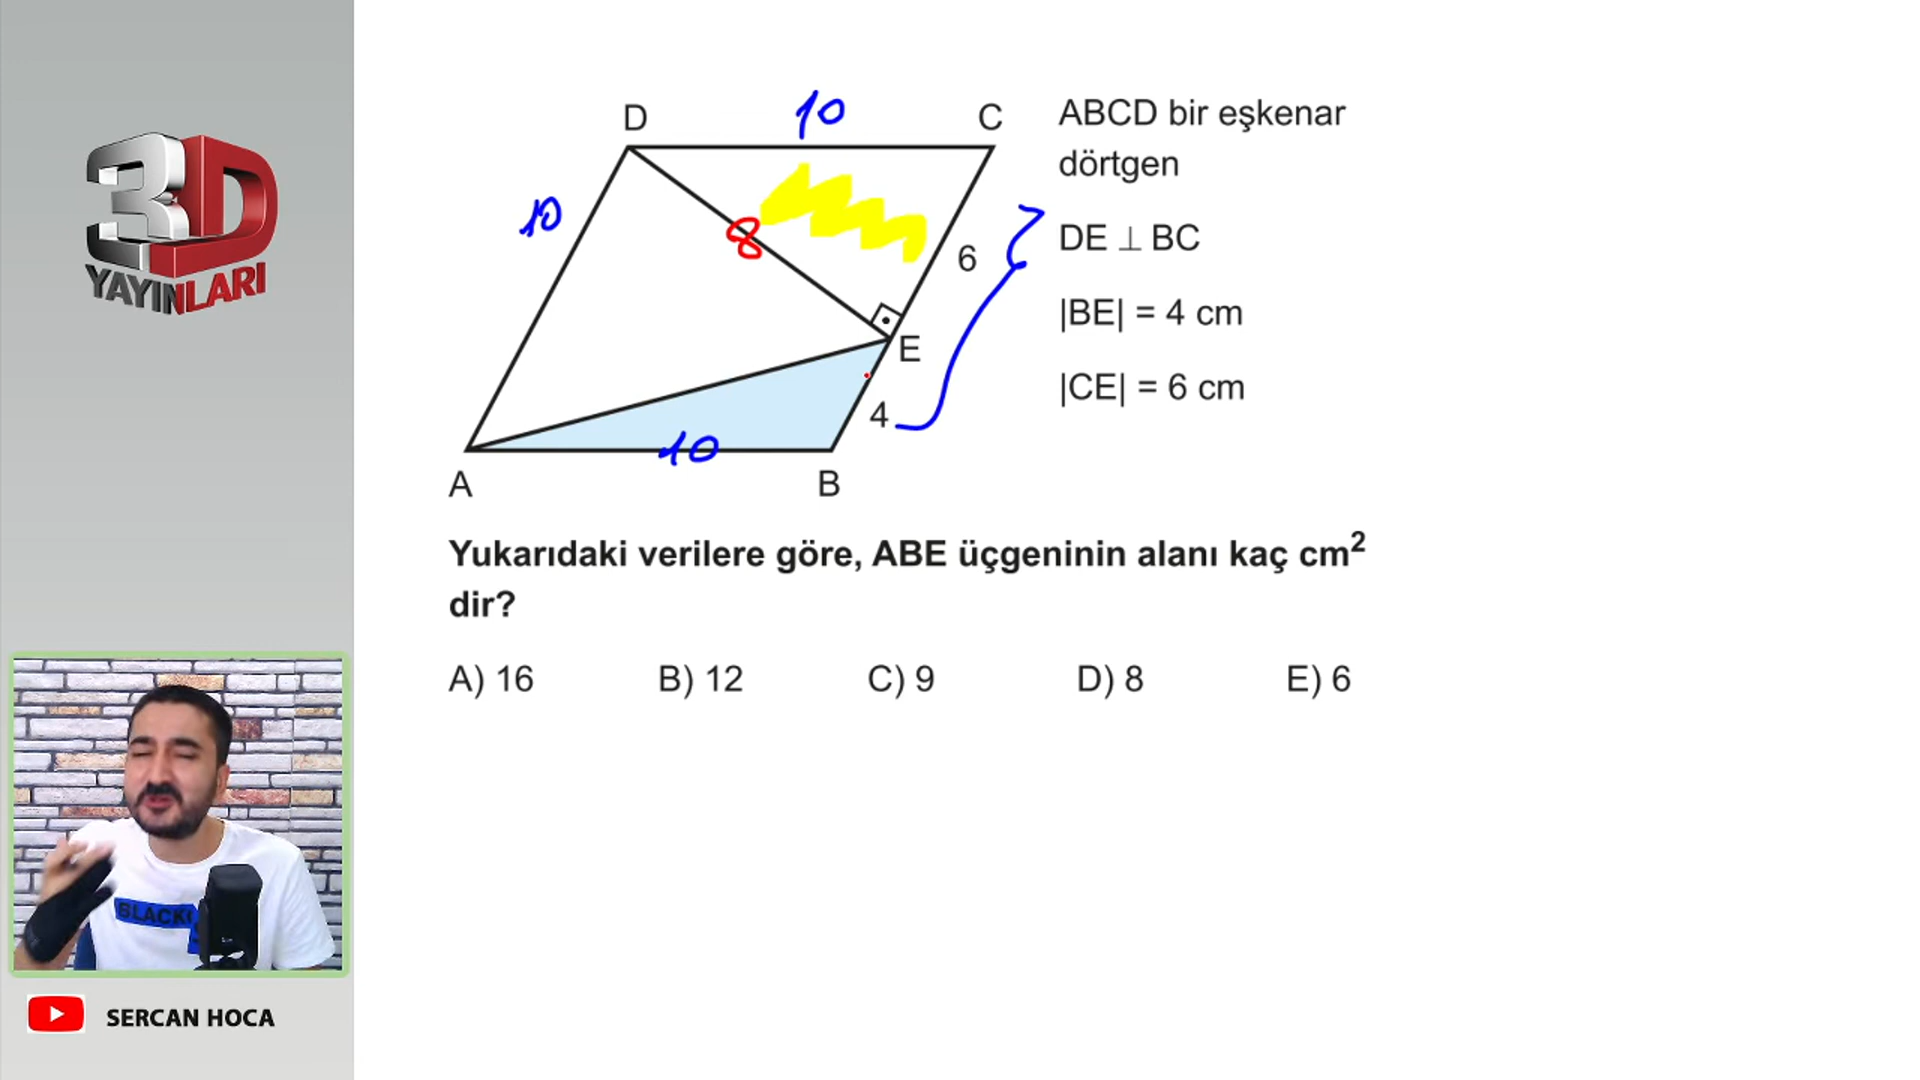 3D
YAYINLARI
D
10
C
10
8
6
E
4
10
A
B
ABCD bir eşkenar
dörtgen
DE ⊥ BC
|BE| = 4 cm
|CE| = 6 cm
Yukarıdaki verilere göre, ABE üçgeninin alanı kaç cm²
dir?
A) 16 B) 12 C) 9 D) 8 E) 6
SERCAN HOCA